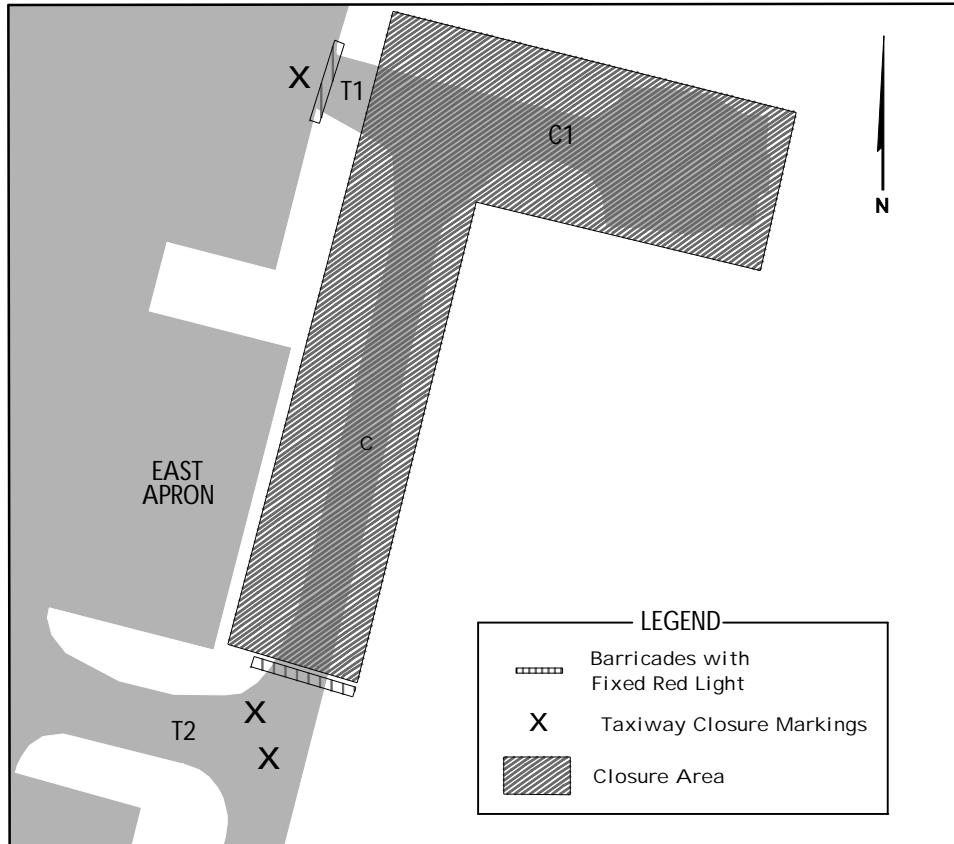 X
T1
C1
N
C
EAST
APRON
X
T2
X
LEGEND
Barricades with
Fixed Red Light
X Taxiway Closure Markings
Closure Area